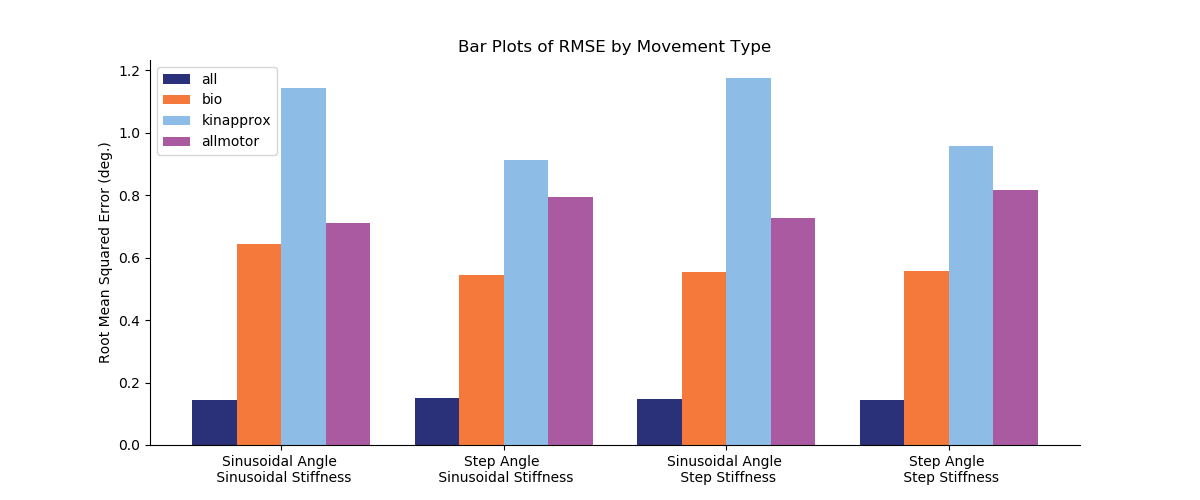 Bar Plots of RMSE by Movement Type
Root Mean Squared Error (deg.)
1.2
1.0
0.8
0.6
0.4
0.2
0.0
all
bio
kinapprox
allmotor
Sinusoidal Angle
Sinusoidal Stiffness
Step Angle
Sinusoidal Stiffness
Sinusoidal Angle
Step Stiffness
Step Angle
Step Stiffness